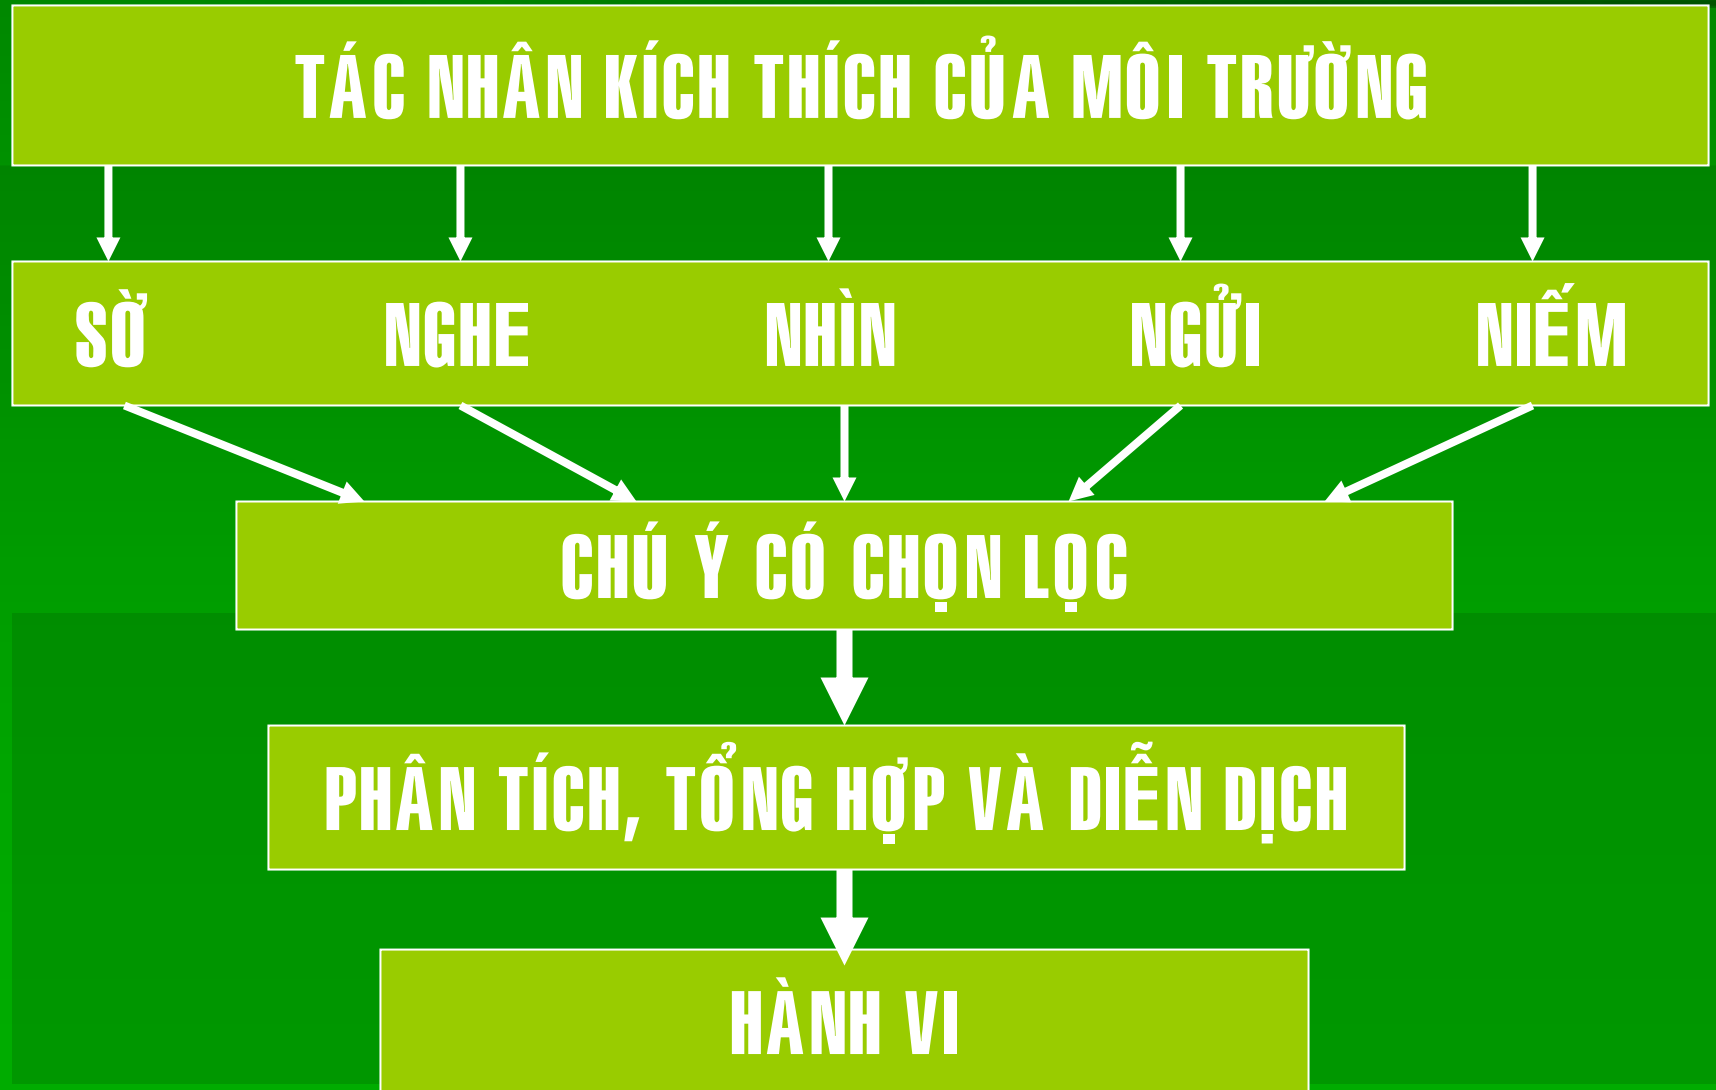 TÁC NHÂN KÍCH THÍCH CỦA MÔI TRƯỜNG
SỜ NGHE NHÌN NGỬI NIẾM
CHÚ Ý CÓ CHỌN LỌC
PHÂN TÍCH, TỔNG HỢP VÀ DIỄN DỊCH
HÀNH VI